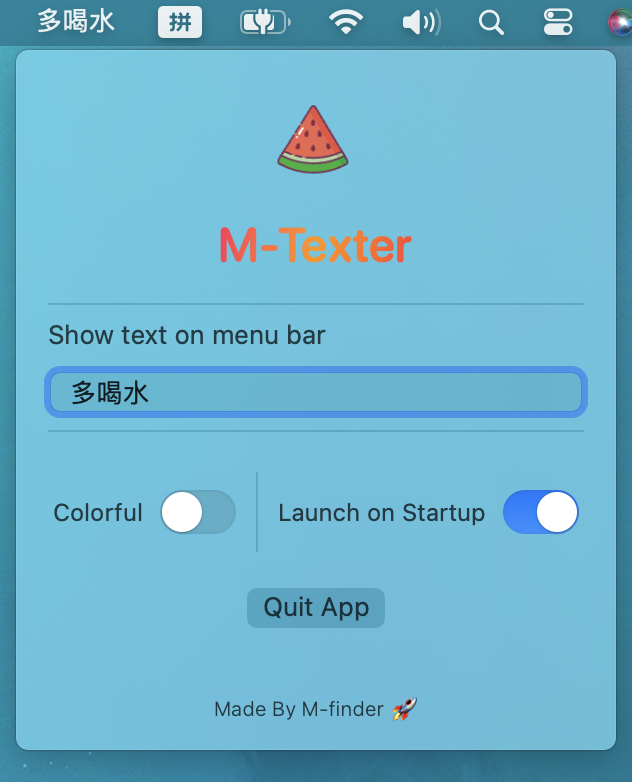 多喝水 拼
M-Texter
Show text on menu bar
多喝水
Colorful Launch on Startup
Quit App
Made By M-finder 🚀